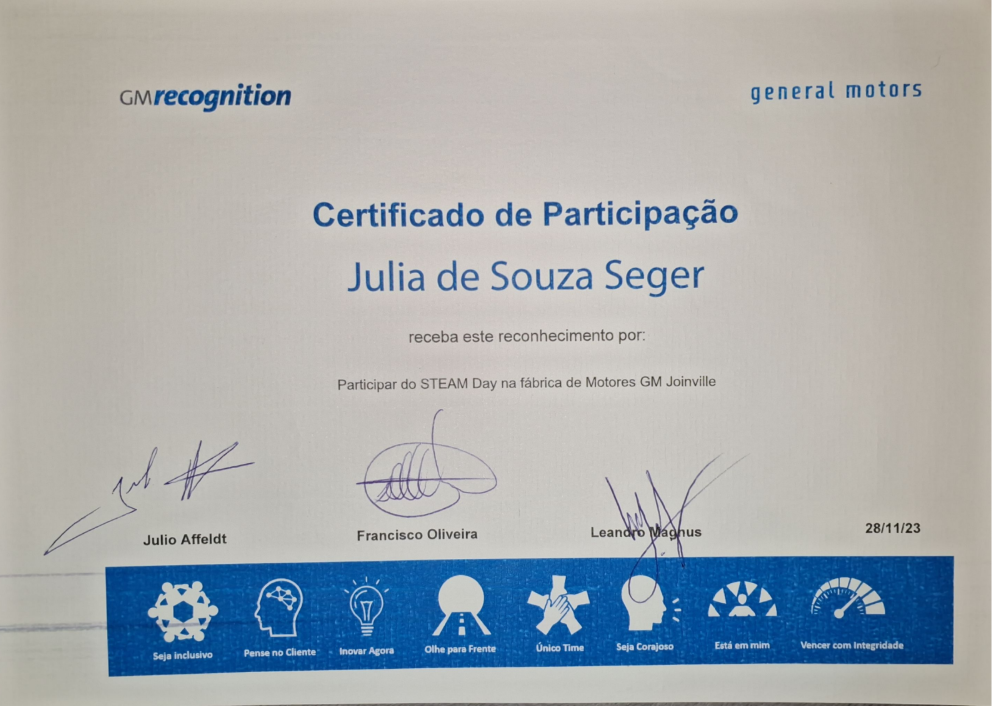 GMrecognition
general motors
Certificado de Participação
Julia de Souza Seger
receba este reconhecimento por:
Participar do STEAM Day na fábrica de Motores GM Joinville
Julio Affeldt
Francisco Oliveira
Leandro Magnus
28/11/23
Seja Inclusivo
Pense no Cliente
Inovar Agora
Olhe para Frente
Único Time
Seja Corajoso
Está em mim
Vencer com Integridade